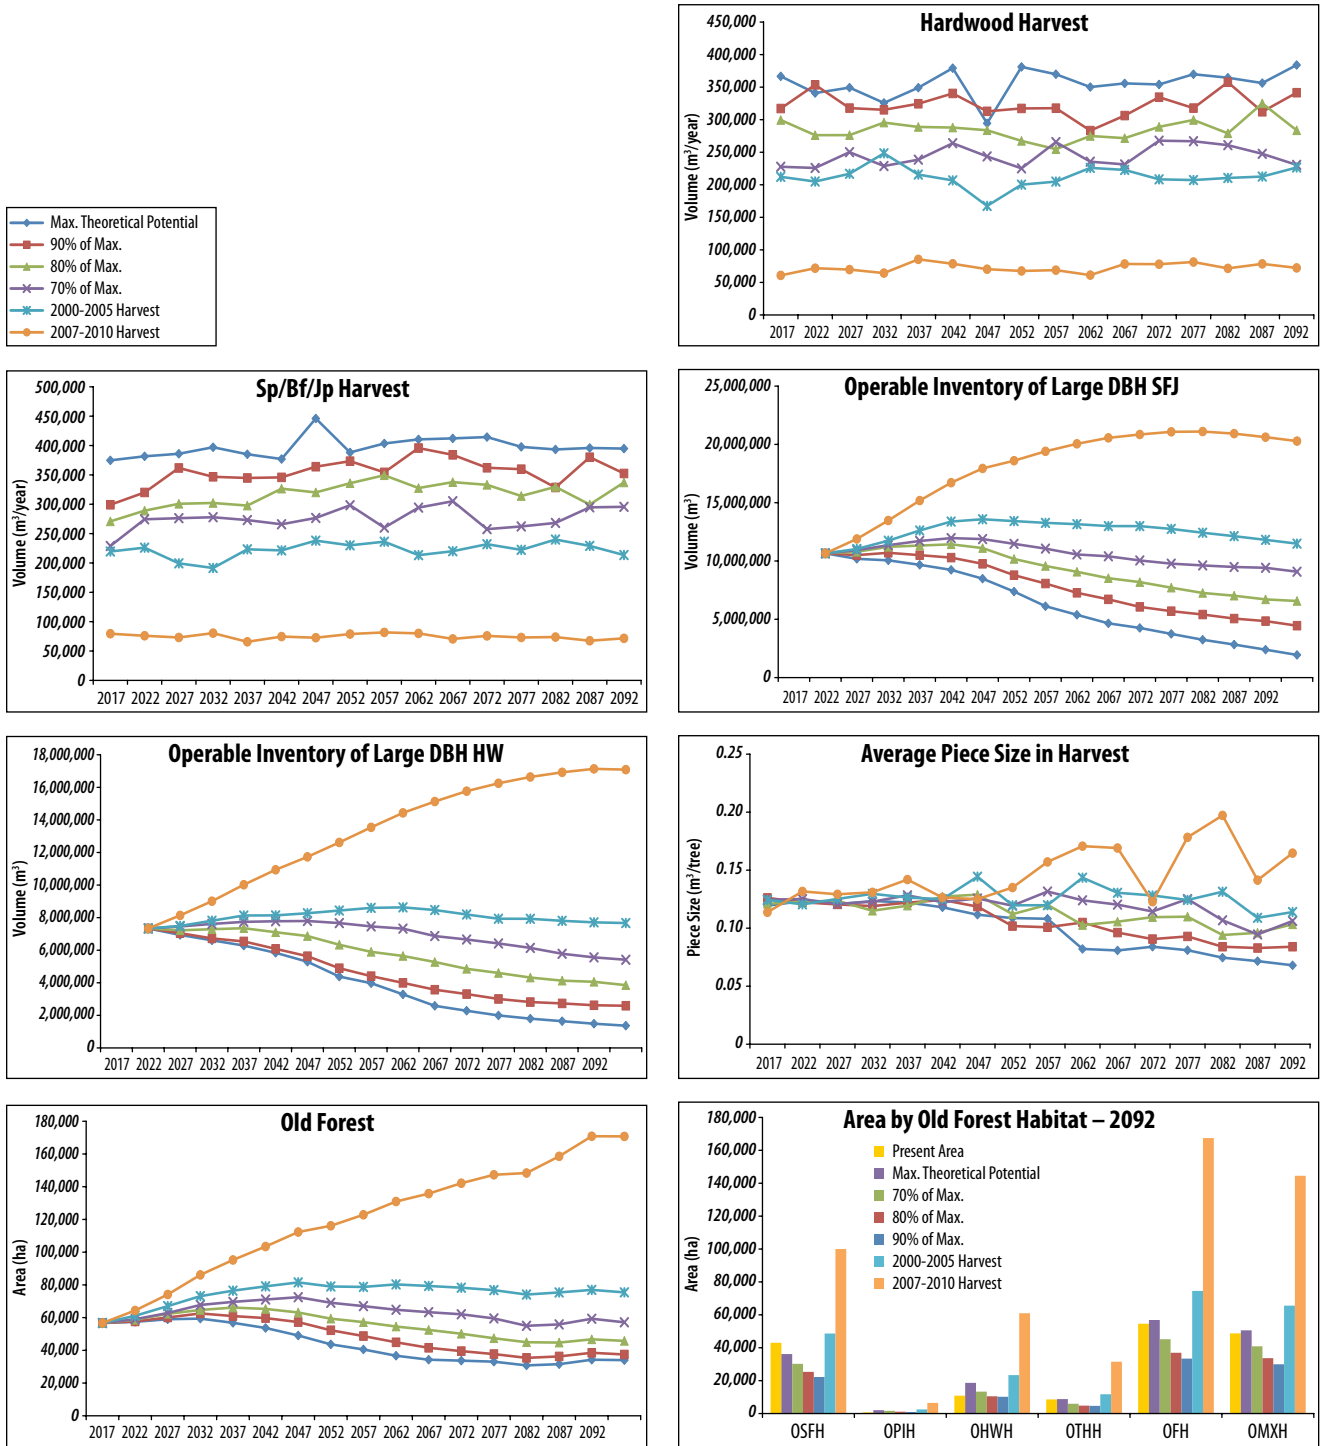 Hardwood Harvest
Volume (m³/year)
450,000
400,000
350,000
300,000
250,000
200,000
150,000
100,000
50,000
0
2017 2022 2027 2032 2037 2042 2047 2052 2057 2062 2067 2072 2077 2082 2087 2092
Max. Theoretical Potential
90% of Max.
80% of Max.
70% of Max.
2000-2005 Harvest
2007-2010 Harvest
Sp/Bf/Jp Harvest
Volume (m³/year)
500,000
450,000
400,000
350,000
300,000
250,000
200,000
150,000
100,000
50,000
0
2017 2022 2027 2032 2037 2042 2047 2052 2057 2062 2067 2072 2077 2082 2087 2092
Operable Inventory of Large DBH SFJ
Volume (m³)
25,000,000
20,000,000
15,000,000
10,000,000
5,000,000
0
2017 2022 2027 2032 2037 2042 2047 2052 2057 2062 2067 2072 2077 2082 2087 2092
Operable Inventory of Large DBH HW
Volume (m³)
18,000,000
16,000,000
14,000,000
12,000,000
10,000,000
8,000,000
6,000,000
4,000,000
2,000,000
0
2017 2022 2027 2032 2037 2042 2047 2052 2057 2062 2067 2072 2077 2082 2087 2092
Average Piece Size in Harvest
Piece Size (m³/tree)
0.25
0.20
0.15
0.10
0.05
0
2017 2022 2027 2032 2037 2042 2047 2052 2057 2062 2067 2072 2077 2082 2087 2092
Old Forest
Area (ha)
180,000
160,000
140,000
120,000
100,000
80,000
60,000
40,000
20,000
0
2017 2022 2027 2032 2037 2042 2047 2052 2057 2062 2067 2072 2077 2082 2087 2092
Area by Old Forest Habitat – 2092
Area (ha)
180,000
160,000
140,000
120,000
100,000
80,000
60,000
40,000
20,000
0
Present Area
Max. Theoretical Potential
70% of Max.
80% of Max.
90% of Max.
2000-2005 Harvest
2007-2010 Harvest
OSFH OPIH OHWH OTHH OFH OMXH